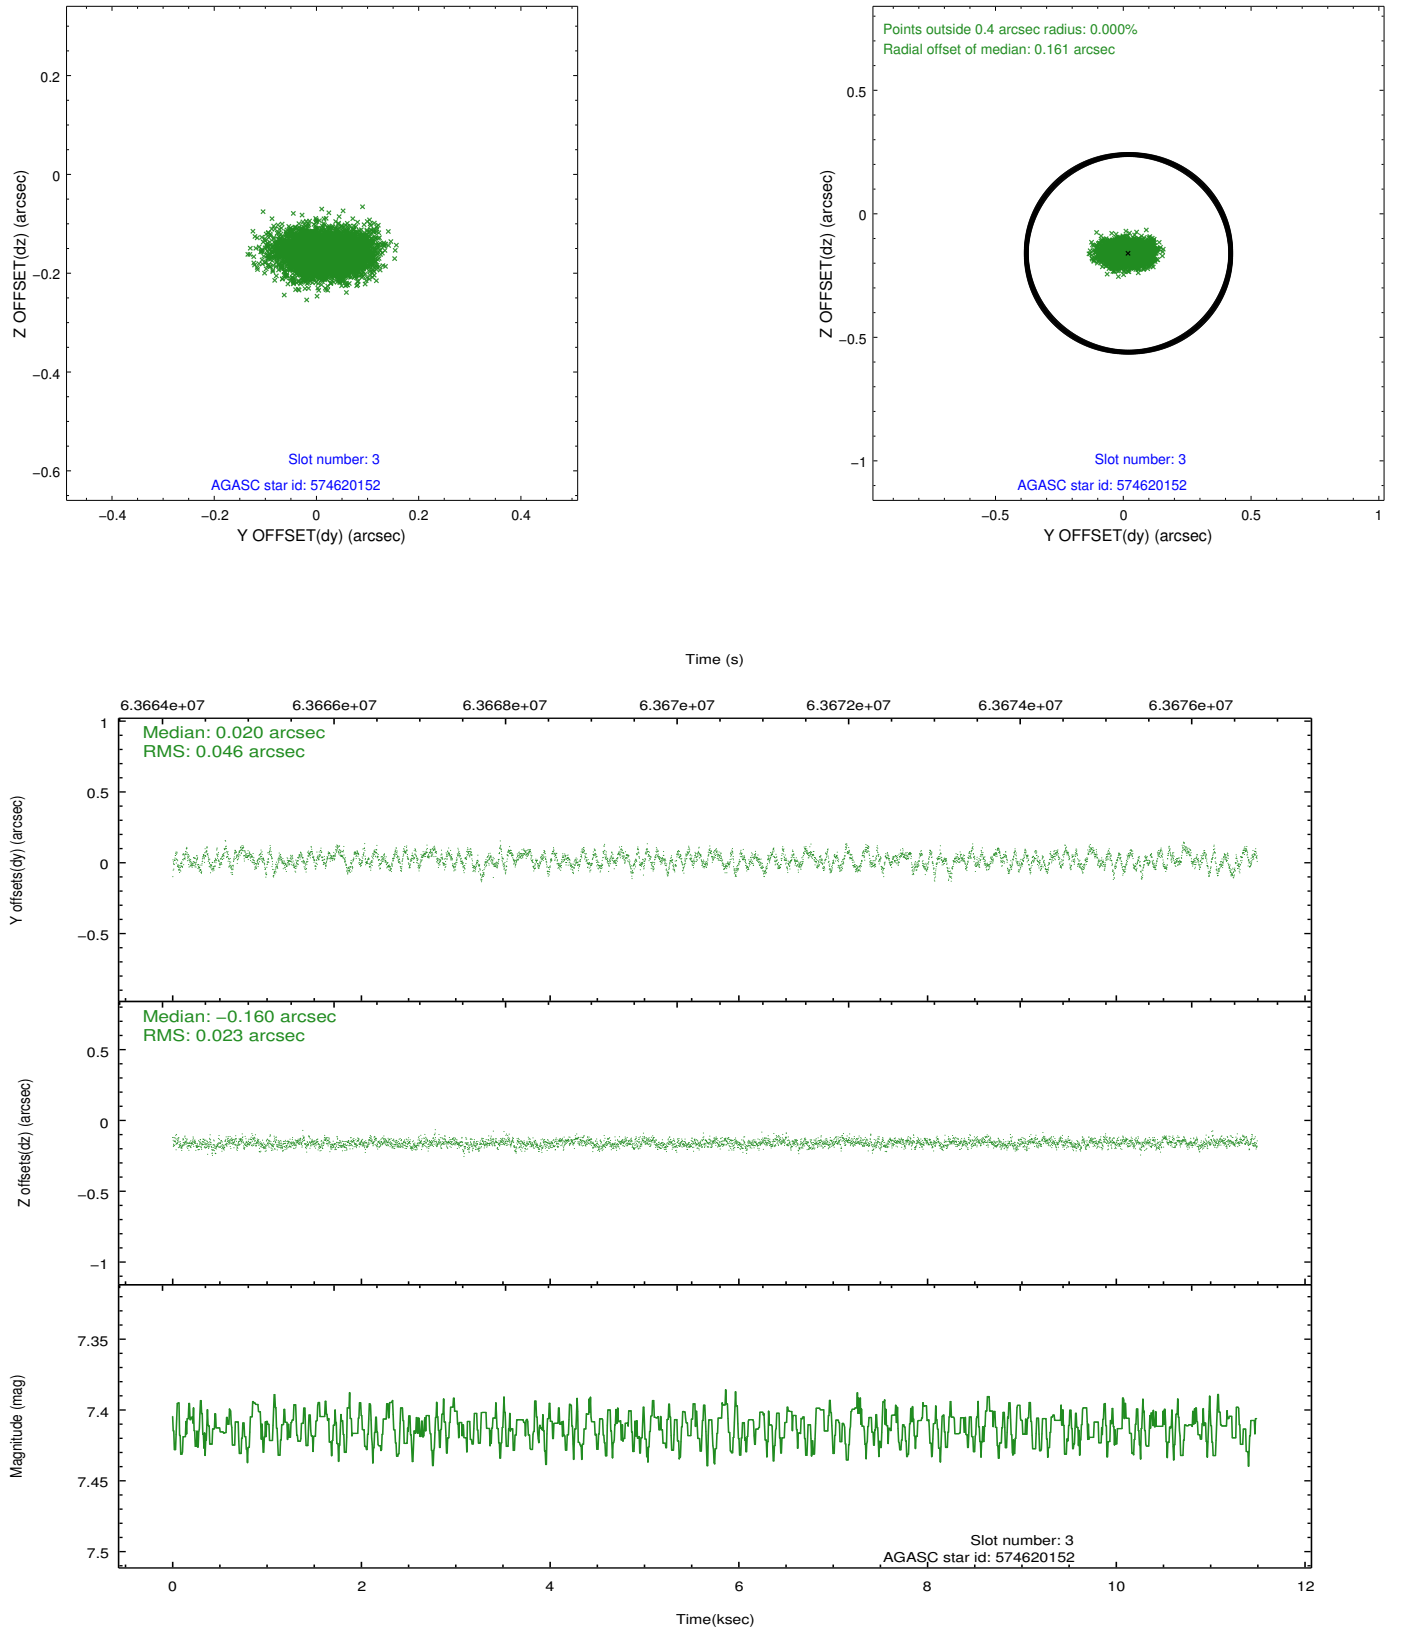 0.2
0
−0.2
−0.4
−0.6
Z OFFSET(dz) (arcsec)
Slot number: 3
AGASC star id: 574620152
−0.4
−0.2
0
0.2
0.4
Y OFFSET(dy) (arcsec)
Points outside 0.4 arcsec radius: 0.000%
Radial offset of median: 0.161 arcsec
0.5
0
−0.5
−1
Z OFFSET(dz) (arcsec)
Slot number: 3
AGASC star id: 574620152
−0.5
0
0.5
1
Y OFFSET(dy) (arcsec)
Time (s)
6.3664e+07
6.3666e+07
6.3668e+07
6.367e+07
6.3672e+07
6.3674e+07
6.3676e+07
Median: 0.020 arcsec
RMS: 0.046 arcsec
1
0.5
0
−0.5
Y offsets(dy) (arcsec)
Median: −0.160 arcsec
RMS: 0.023 arcsec
0.5
0
−0.5
−1
Z offsets(dz) (arcsec)
7.35
7.4
7.45
7.5
Magnitude (mag)
Slot number: 3
AGASC star id: 574620152
0
2
4
6
8
10
12
Time(ksec)